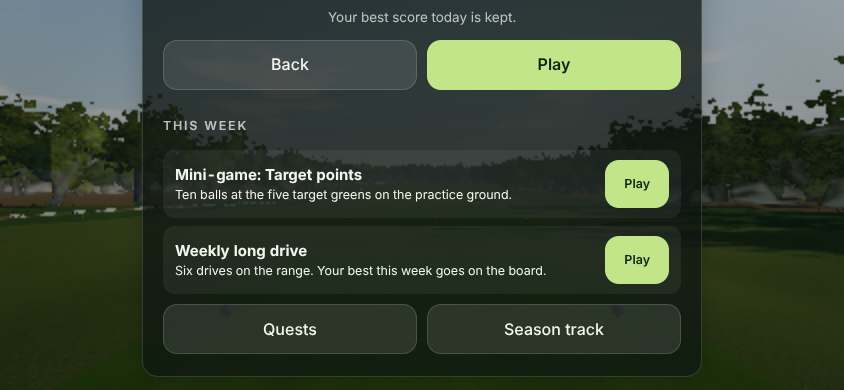 Your best score today is kept.
Back
Play
THIS WEEK
Mini-game: Target points
Ten balls at the five target greens on the practice ground.
Play
Weekly long drive
Six drives on the range. Your best this week goes on the board.
Play
Quests
Season track